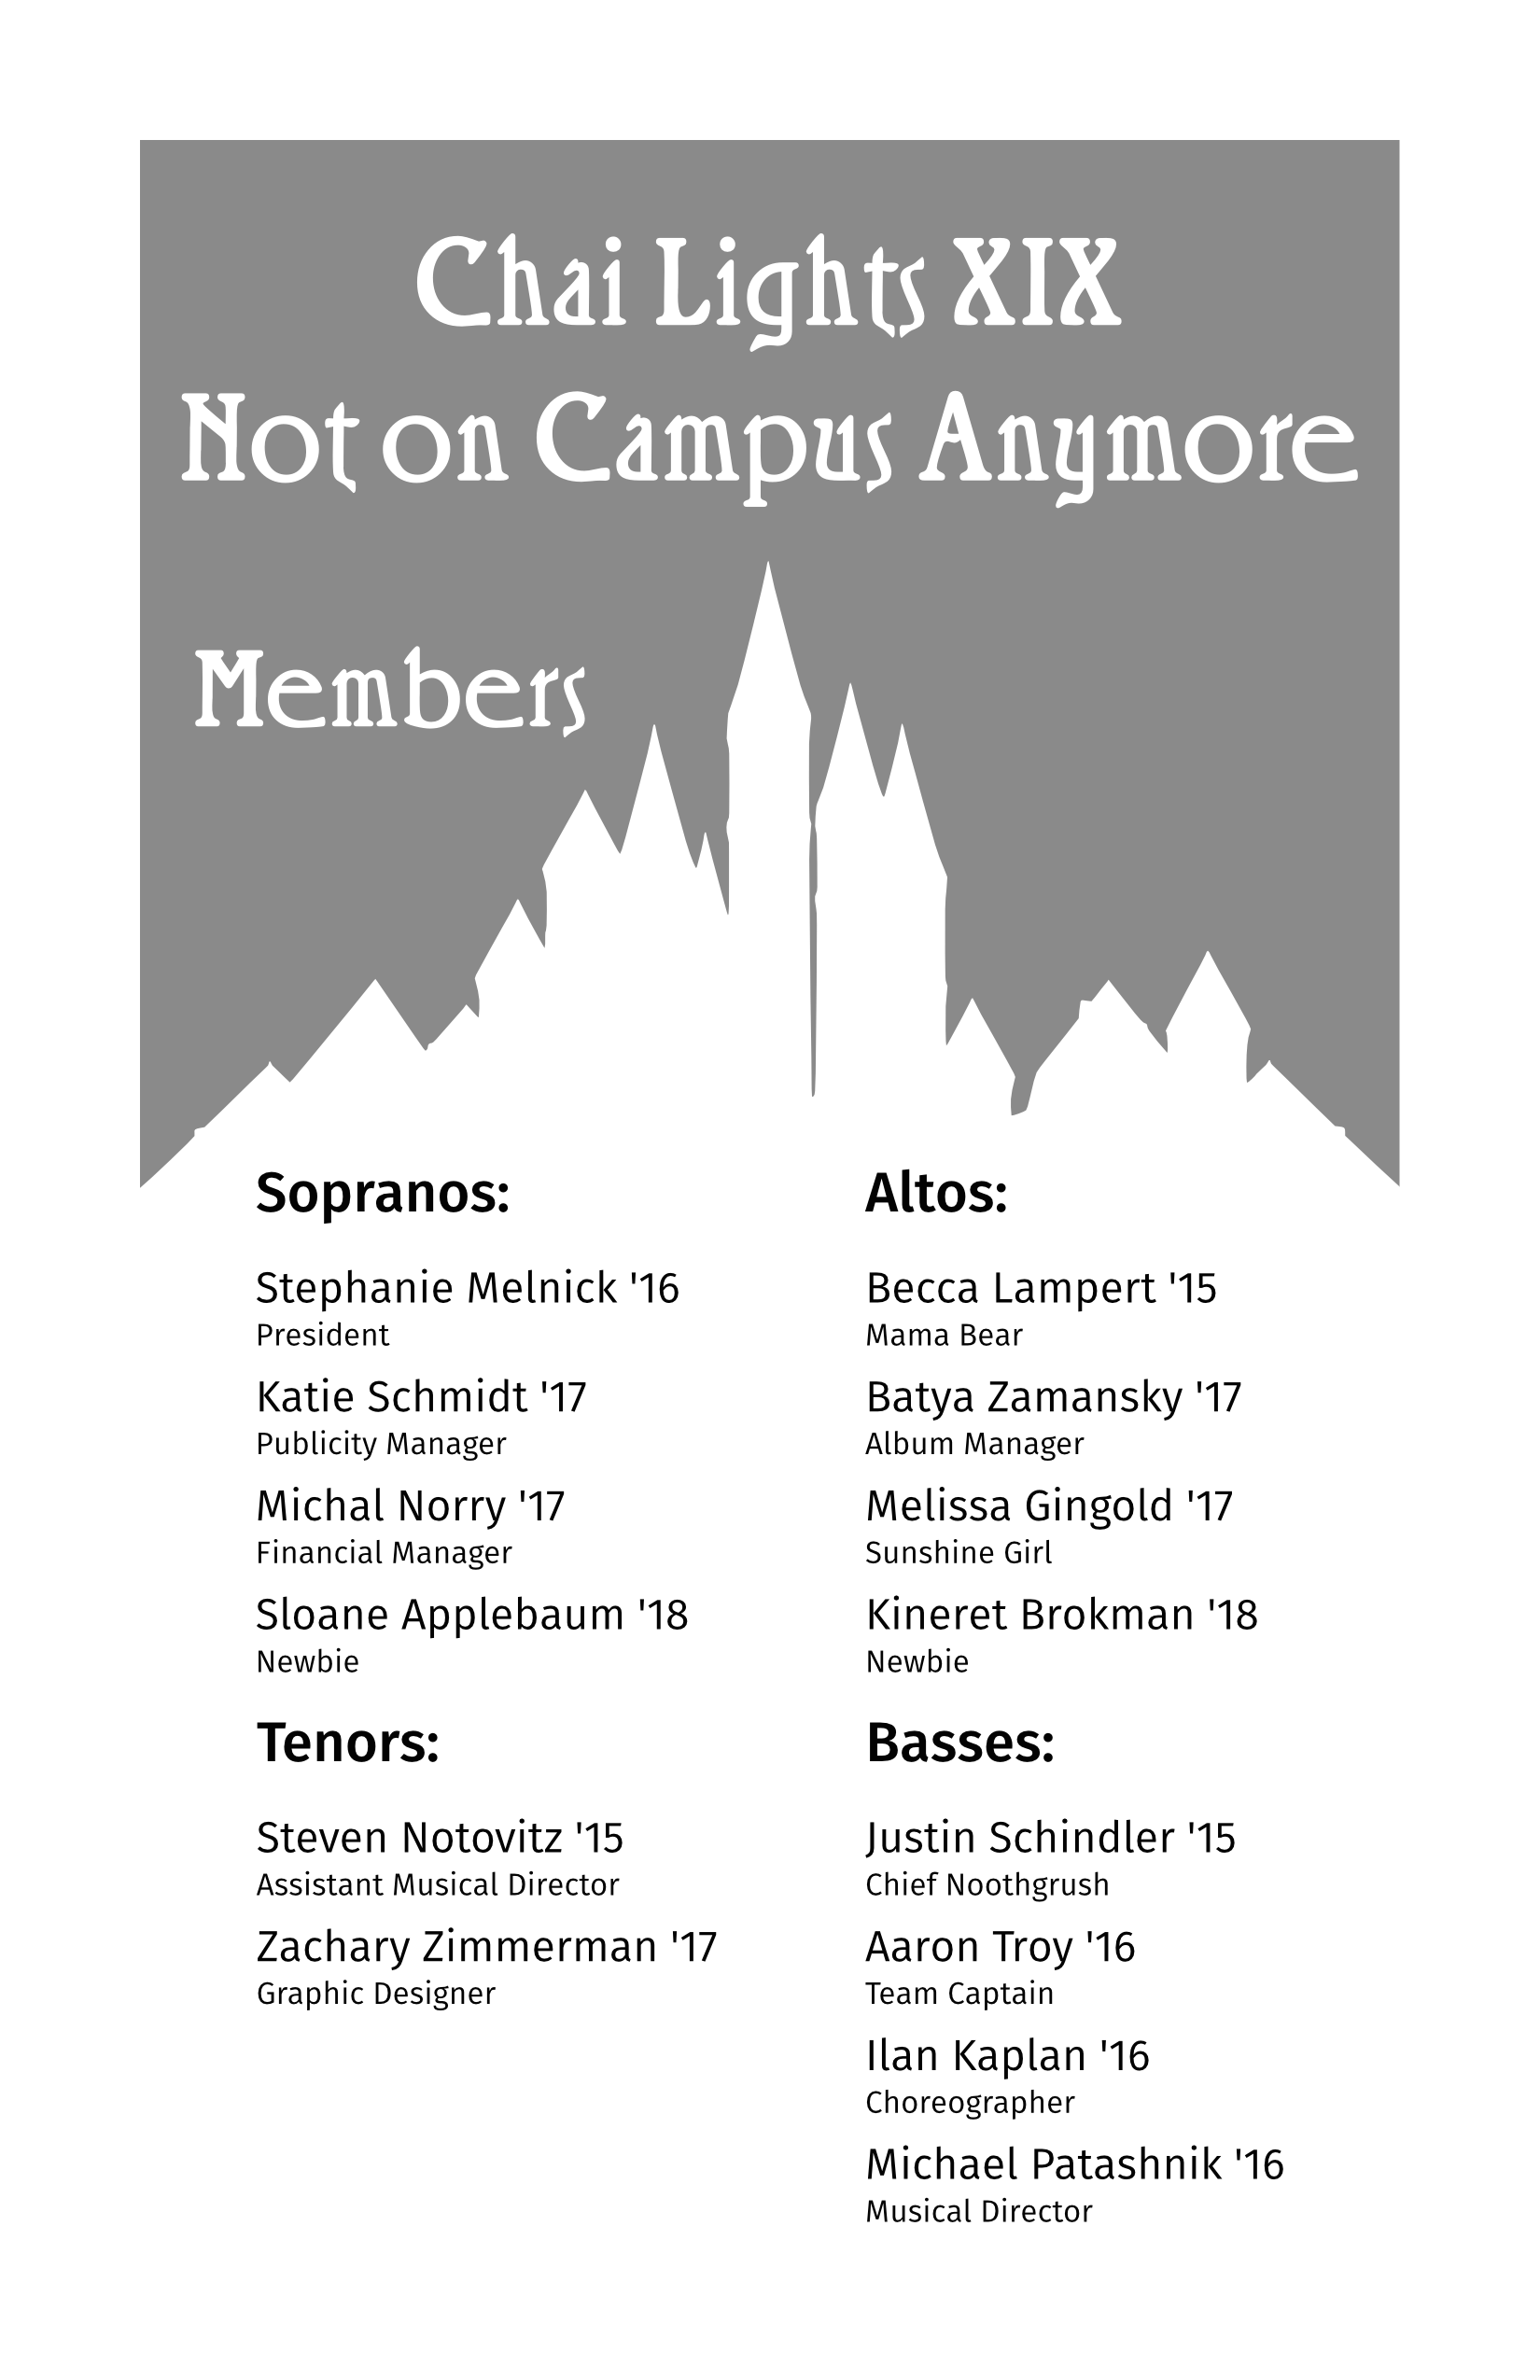 Chai Lights XIX
Not on Campus Anymore
Members
Sopranos:
Stephanie Melnick '16
President
Katie Schmidt '17
Publicity Manager
Michal Norry '17
Financial Manager
Sloane Applebaum '18
Newbie
Altos:
Becca Lampert '15
Mama Bear
Batya Zamansky '17
Album Manager
Melissa Gingold '17
Sunshine Girl
Kineret Brokman '18
Newbie
Tenors:
Steven Notovitz '15
Assistant Musical Director
Zachary Zimmerman '17
Graphic Designer
Basses:
Justin Schindler '15
Chief Noothgrush
Aaron Troy '16
Team Captain
Ilan Kaplan '16
Choreographer
Michael Patashnik '16
Musical Director